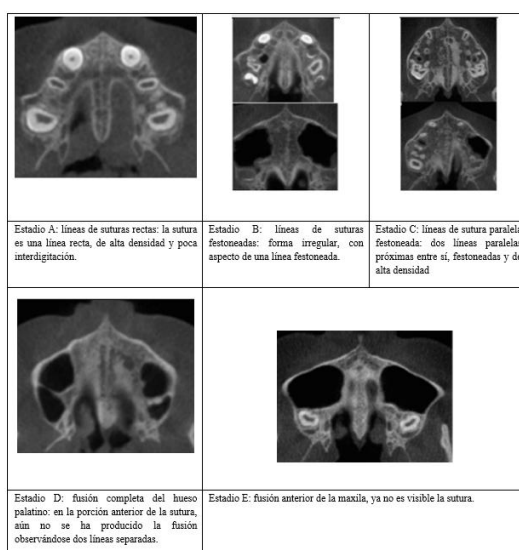 Estadio A: líneas de suturas rectas: la sutura
es una línea recta, de alta densidad y poca
interdigitación.
Estadio B: líneas de suturas
festoneadas: forma irregular, con
aspecto de una línea festoneada.
Estadio C: líneas de sutura paralela
festoneada: dos líneas paralelas
próximas entre sí, festoneadas y de
alta densidad
Estadio D: fusión completa del hueso
palatino: en la porción anterior de la sutura,
aún no se ha producido la fusión
observándose dos líneas separadas.
Estadio E: fusión anterior de la maxila, ya no es visible la sutura.